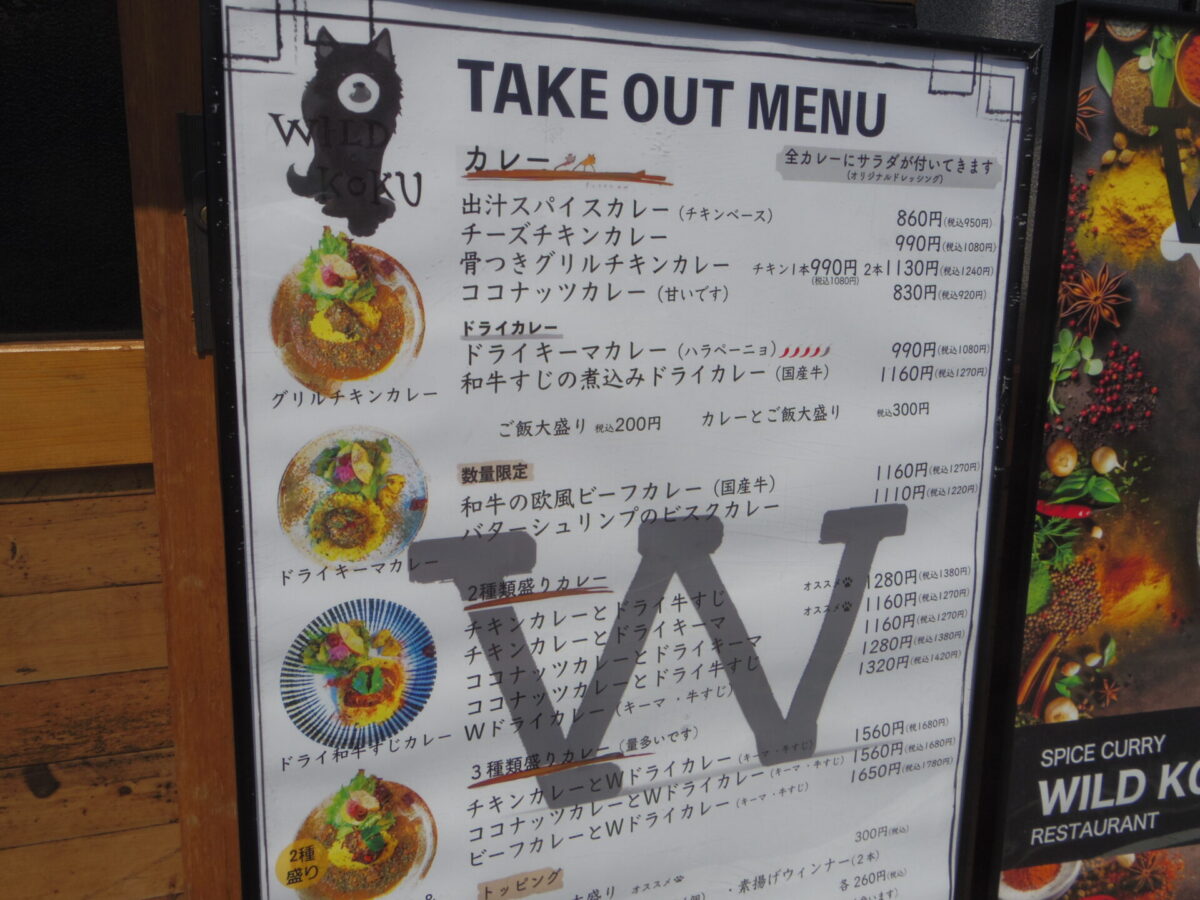 WILD KOKU
TAKE OUT MENU
カレー
全カレーにサラダが付いてきます
(オリジナルドレッシング)
出汁スパイスカレー (チキンベース) 860円(税込950円)
チーズチキンカレー 990円(税込1080円)
骨つきグリルチキンカレー チキン1本990円(税込1080円) 2本1130円(税込1240円)
ココナッツカレー (甘いです) 830円(税込920円)
ドライカレー
ドライキーマカレー (ハラペーニョ) 990円(税込1080円)
和牛すじの煮込みドライカレー (国産牛) 1160円(税込1270円)
ご飯大盛り 税込200円 カレーとご飯大盛り 税込300円
数量限定
和牛の欧風ビーフカレー (国産牛) 1160円(税込1270円)
バターシュリンプのビスクカレー 1110円(税込1220円)
2種類盛りカレー
チキンカレーとドライ牛すじ オススメ 1280円(税込1380円)
チキンカレーとドライキーマ オススメ 1160円(税込1270円)
ココナッツカレーとドライキーマ 1160円(税込1270円)
ココナッツカレーとドライ牛すじ 1280円(税込1380円)
Wドライカレー (キーマ・牛すじ) 1320円(税込1420円)
3種類盛りカレー (量多いです)
チキンカレーとWドライカレー (キーマ・牛すじ) 1560円(税1680円)
ココナッツカレーとWドライカレー (キーマ・牛すじ) 1560円(税込1680円)
ビーフカレーとWドライカレー (キーマ・牛すじ) 1650円(税込1780円)
トッピング
300円(税込)
大盛り オススメ ・素揚げウィンナー(2本)
各260円(税込)
グリルチキンカレー
ドライキーマカレー
ドライ和牛すじカレー
2種
盛り
&
W
SPICE CURRY
WILD KO
RESTAURANT